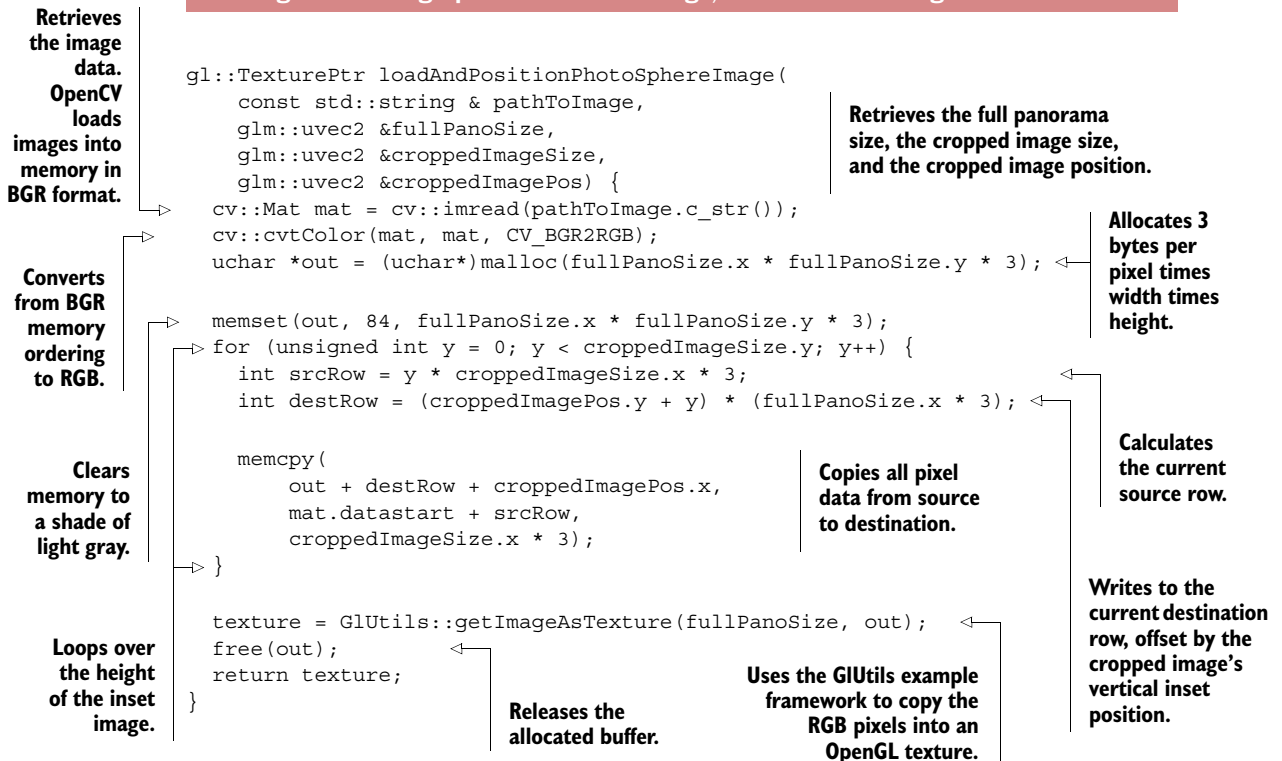 Retrieves
the image
data.
OpenCV
loads
images into
memory in
BGR format.
gl::TexturePtr loadAndPositionPhotoSphereImage(
const std::string & pathToImage,
glm::uvec2 &fullPanoSize,
glm::uvec2 &croppedImageSize,
glm::uvec2 &croppedImagePos) {
Retrieves the full panorama
size, the cropped image size,
and the cropped image position.
cv::Mat mat = cv::imread(pathToImage.c_str());
cv::cvtColor(mat, mat, CV_BGR2RGB);
uchar *out = (uchar*)malloc(fullPanoSize.x * fullPanoSize.y * 3);
Allocates 3
bytes per
pixel times
width times
height.
Converts
from BGR
memory
ordering
to RGB.
memset(out, 84, fullPanoSize.x * fullPanoSize.y * 3);
for (unsigned int y = 0; y < croppedImageSize.y; y++) {
int srcRow = y * croppedImageSize.x * 3;
int destRow = (croppedImagePos.y + y) * (fullPanoSize.x * 3);
Clears
memory to
a shade of
light gray.
memcpy(
out + destRow + croppedImagePos.x,
mat.datastart + srcRow,
croppedImageSize.x * 3);
}
Copies all pixel
data from source
to destination.
Calculates
the current
source row.
Writes to the
current destination
row, offset by the
cropped image's
vertical inset
position.
Loops over
the height
of the inset
image.
texture = GlUtils::getImageAsTexture(fullPanoSize, out);
free(out);
return texture;
}
Releases the
allocated buffer.
Uses the GlUtils example
framework to copy the
RGB pixels into an
OpenGL texture.